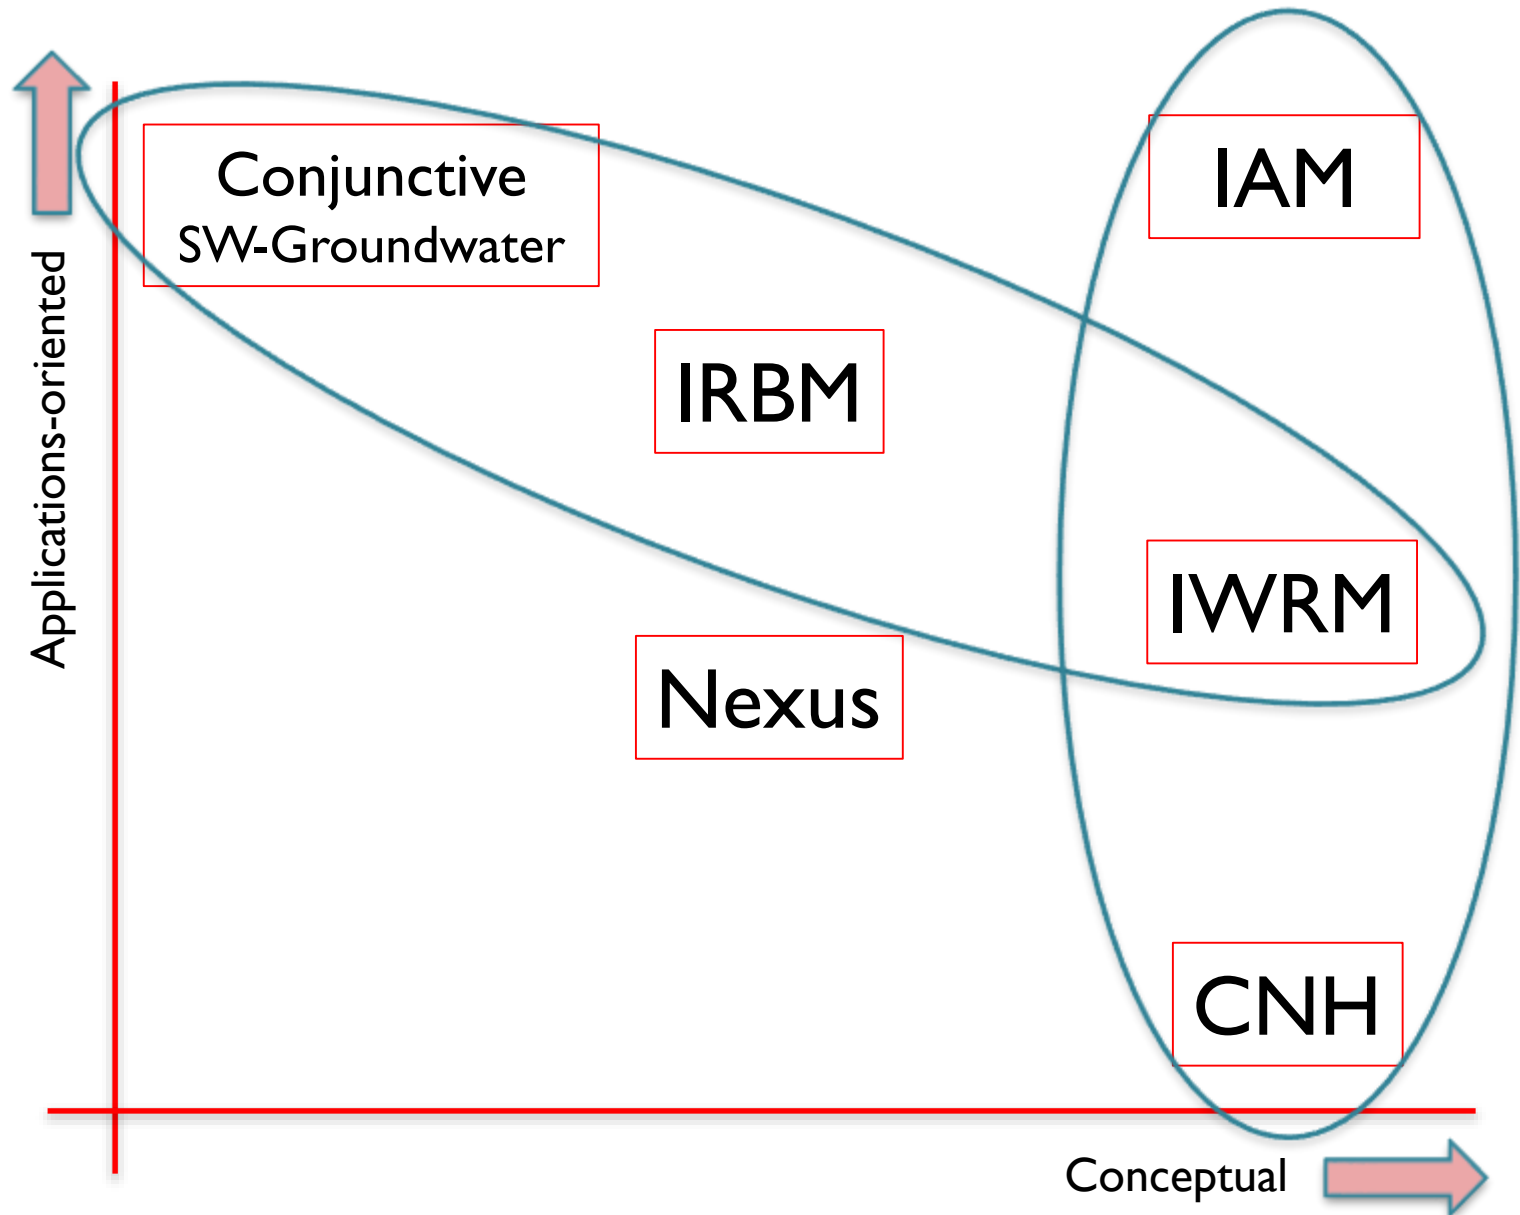 Applications-oriented
Conjunctive
SW-Groundwater
IAM
IRBM
IWRM
Nexus
CNH
Conceptual